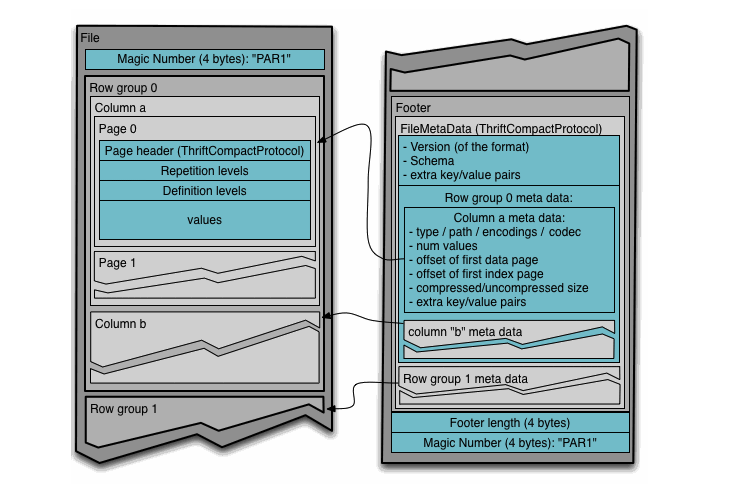 File
Magic Number (4 bytes): "PAR1"
Row group 0
Column a
Page 0
Page header (ThriftCompactProtocol)
Repetition levels
Definition levels
values
Page 1
Column b
Row group 1
Footer
FileMetaData (ThriftCompactProtocol)
- Version (of the format)
- Schema
- extra key/value pairs
Row group 0 meta data:
Column a meta data:
- type / path / encodings / codec
- num values
- offset of first data page
- offset of first index page
- compressed/uncompressed size
- extra key/value pairs
column "b" meta data
Row group 1 meta data
Footer length (4 bytes)
Magic Number (4 bytes): "PAR1"